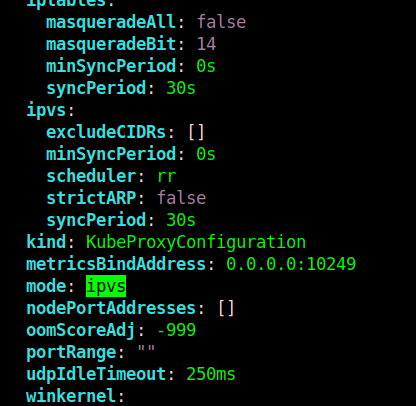 iptables:
  masqueradeAll: false
  masqueradeBit: 14
  minSyncPeriod: 0s
  syncPeriod: 30s
ipvs:
  excludeCIDRs: []
  minSyncPeriod: 0s
  scheduler: rr
  strictARP: false
  syncPeriod: 30s
kind: KubeProxyConfiguration
metricsBindAddress: 0.0.0.0:10249
mode: ipvs
nodePortAddresses: []
oomScoreAdj: -999
portRange: ""
udpIdleTimeout: 250ms
winkernel: